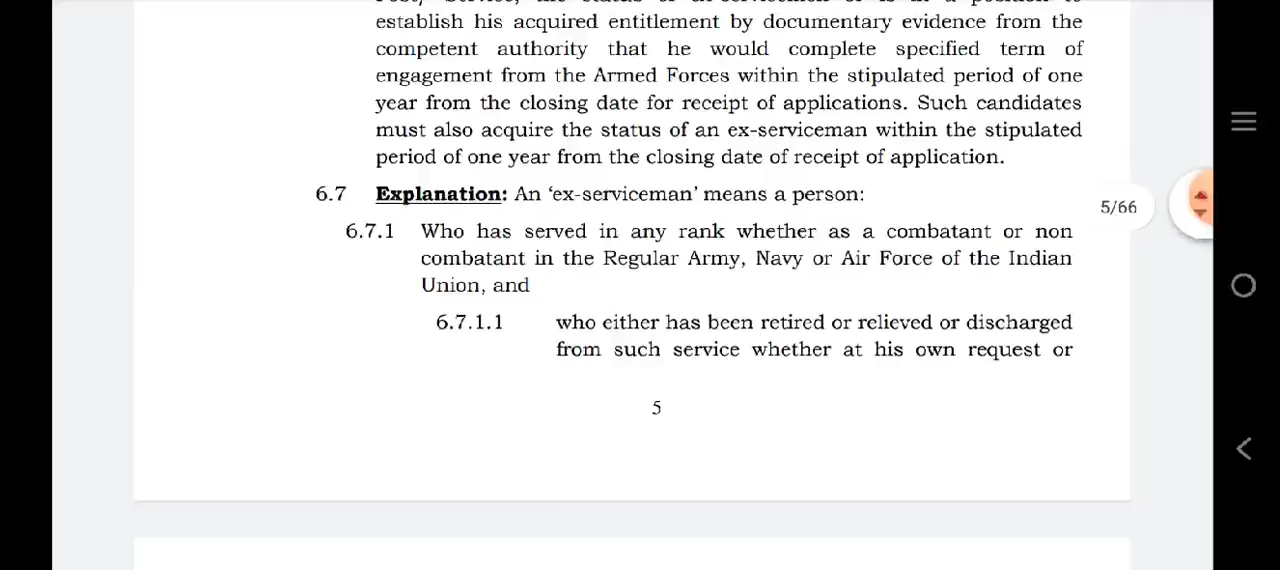 establish his acquired entitlement by documentary evidence from the
competent authority that he would complete specified term of
engagement from the Armed Forces within the stipulated period of one
year from the closing date for receipt of applications. Such candidates
must also acquire the status of an ex-serviceman within the stipulated
period of one year from the closing date of receipt of application.
6.7 Explanation: An ‘ex-serviceman’ means a person:
5/66
6.7.1 Who has served in any rank whether as a combatant or non
combatant in the Regular Army, Navy or Air Force of the Indian
Union, and
6.7.1.1 who either has been retired or relieved or discharged
from such service whether at his own request or
5